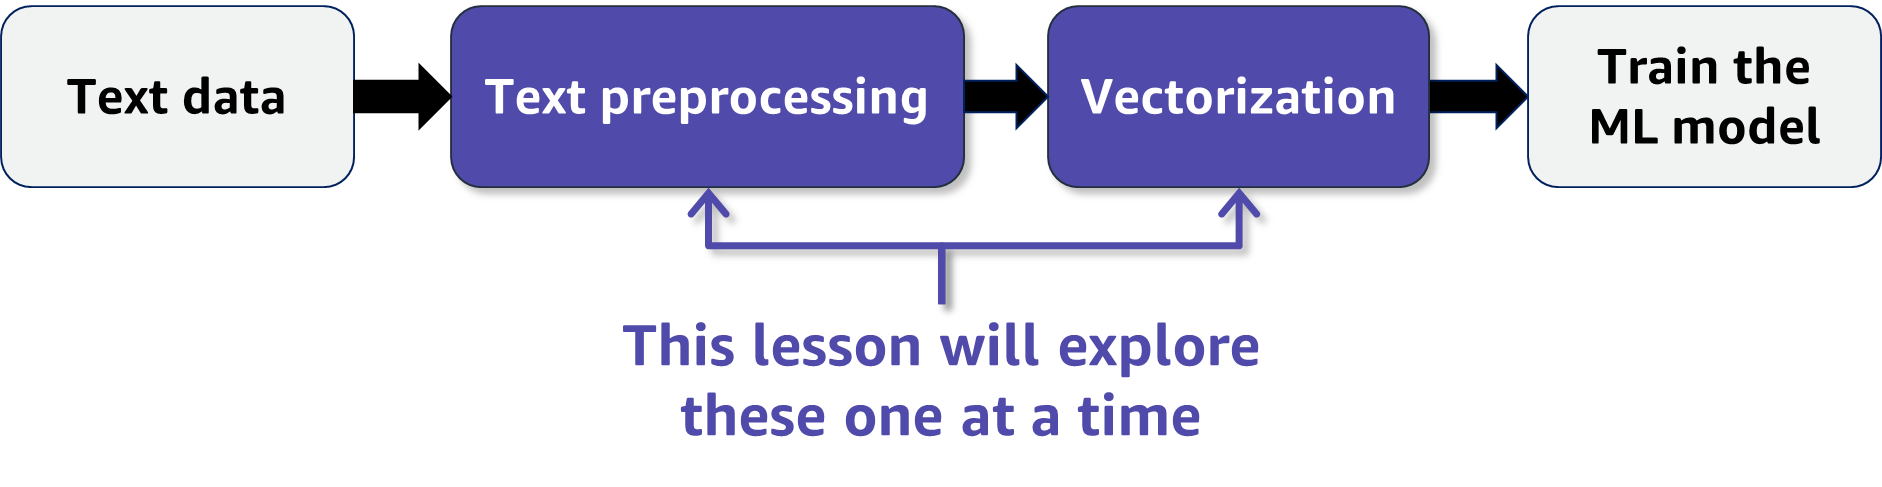 Text data
Text preprocessing
Vectorization
Train the
ML model
This lesson will explore
these one at a time